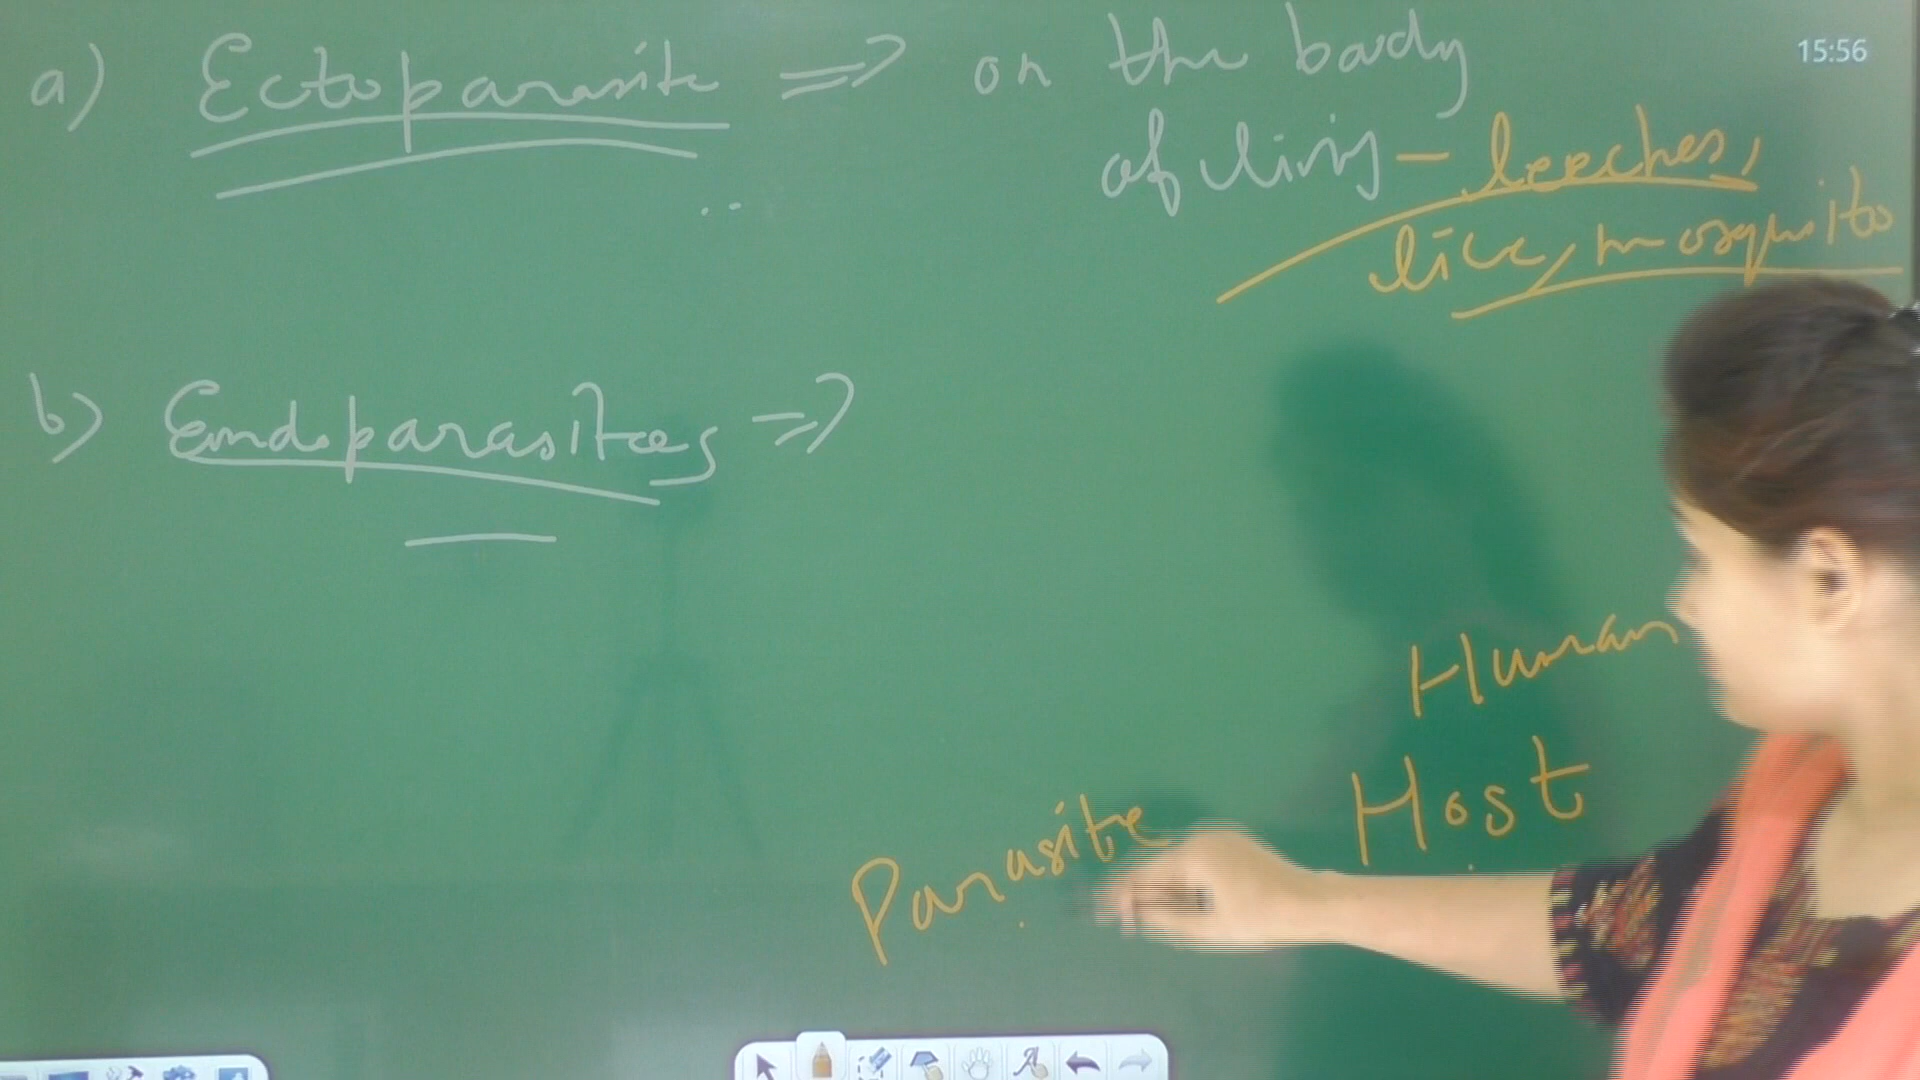 a) Ectoparasite => on the body
15:56
of living - leeches,
lice, mosquito
b) Endoparasites =>
Human
Host
Parasite